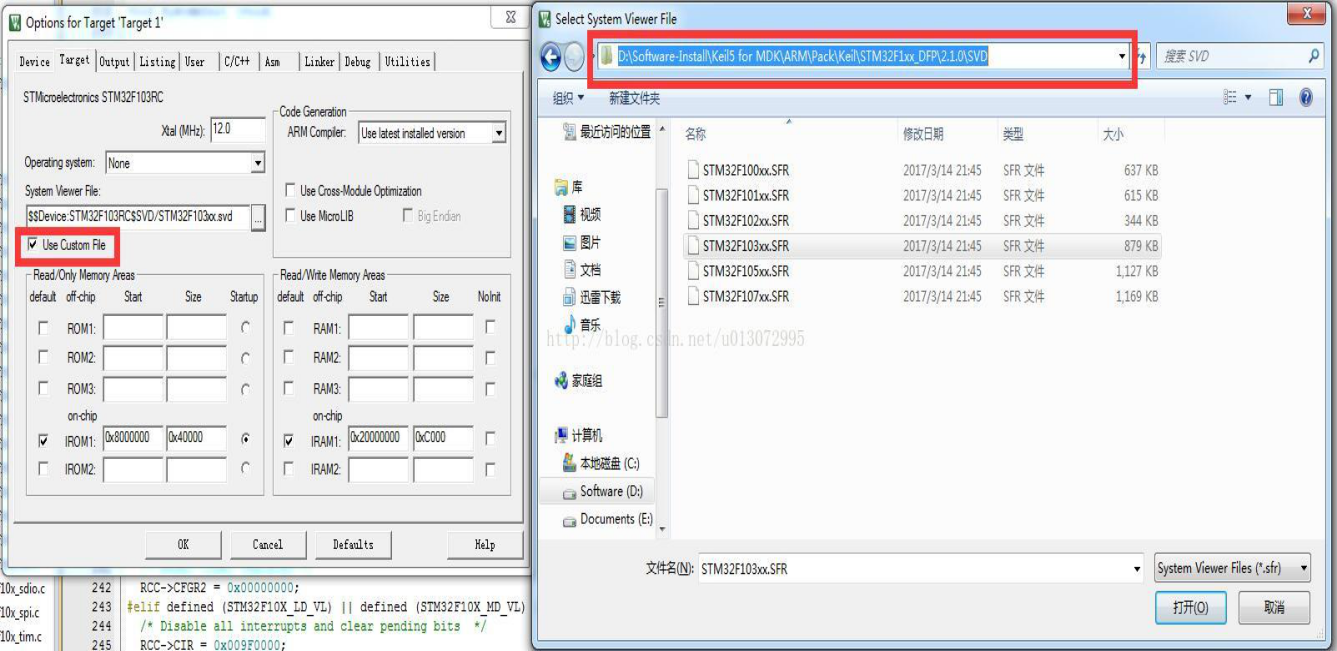 Options for Target 'Target 1'
Device Target Output Listing User C/C++ Asm Linker Debug Utilities
STMicroelectronics STM32F103RC
Xtal (MHz): 12.0
Operating system: None
System Viewer File:
$$Device:STM32F103RC$SVD/STM32F103xx.svd ...
Use Custom File
Code Generation
ARM Compiler: Use latest installed version
Use Cross-Module Optimization
Use MicroLIB Big Endian
Read/Only Memory Areas
default off-chip Start Size Startup
ROM1:
ROM2:
ROM3:
on-chip
IROM1: 0x8000000 0x40000
IROM2:
Read/Write Memory Areas
default off-chip Start Size NoInit
RAM1:
RAM2:
RAM3:
on-chip
IRAM1: 0x20000000 0xC000
IRAM2:
OK Cancel Defaults Help
f10x_sdio.c
f10x_spi.c
f10x_tim.c
242 RCC->CFGR2 = 0x00000000;
243 #elif defined (STM32F10X_LD_VL) || defined (STM32F10X_MD_VL)
244 /* Disable all interrupts and clear pending bits */
245 RCC->CIR = 0x009F0000;
Select System Viewer File
D:\Software-Install\Keil5 for MDK\ARM\Pack\Keil\STM32F1xx_DFP\2.1.0\SVD
搜索 SVD
组织 新建文件夹
最近访问的位置
库
视频
图片
文档
迅雷下载
音乐
家庭组
计算机
本地磁盘 (C:)
Software (D:)
Documents (E:)
名称 修改日期 类型 大小
STM32F100xx.SFR 2017/3/14 21:45 SFR 文件 637 KB
STM32F101xx.SFR 2017/3/14 21:45 SFR 文件 615 KB
STM32F102xx.SFR 2017/3/14 21:45 SFR 文件 344 KB
STM32F103xx.SFR 2017/3/14 21:45 SFR 文件 879 KB
STM32F105xx.SFR 2017/3/14 21:45 SFR 文件 1,127 KB
STM32F107xx.SFR 2017/3/14 21:45 SFR 文件 1,169 KB
http://blog.csdn.net/u013072995
文件名(N): STM32F103xx.SFR
System Viewer Files (*.sfr)
打开(O) 取消